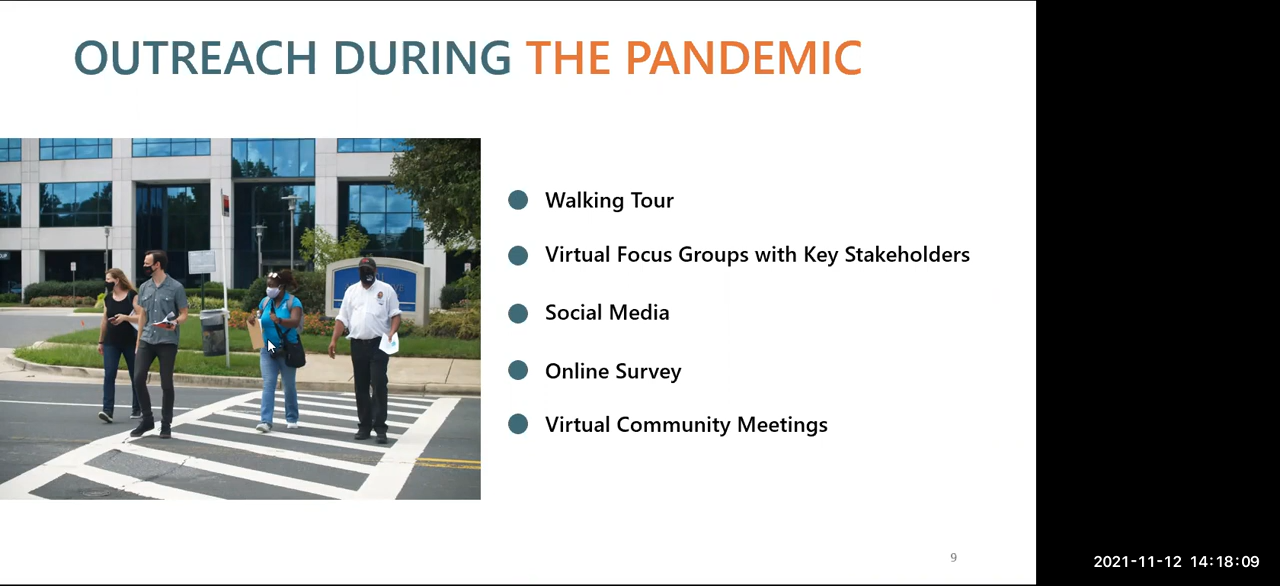 OUTREACH DURING THE PANDEMIC
Walking Tour
Virtual Focus Groups with Key Stakeholders
Social Media
Online Survey
Virtual Community Meetings
9
2021-11-12 14:18:09